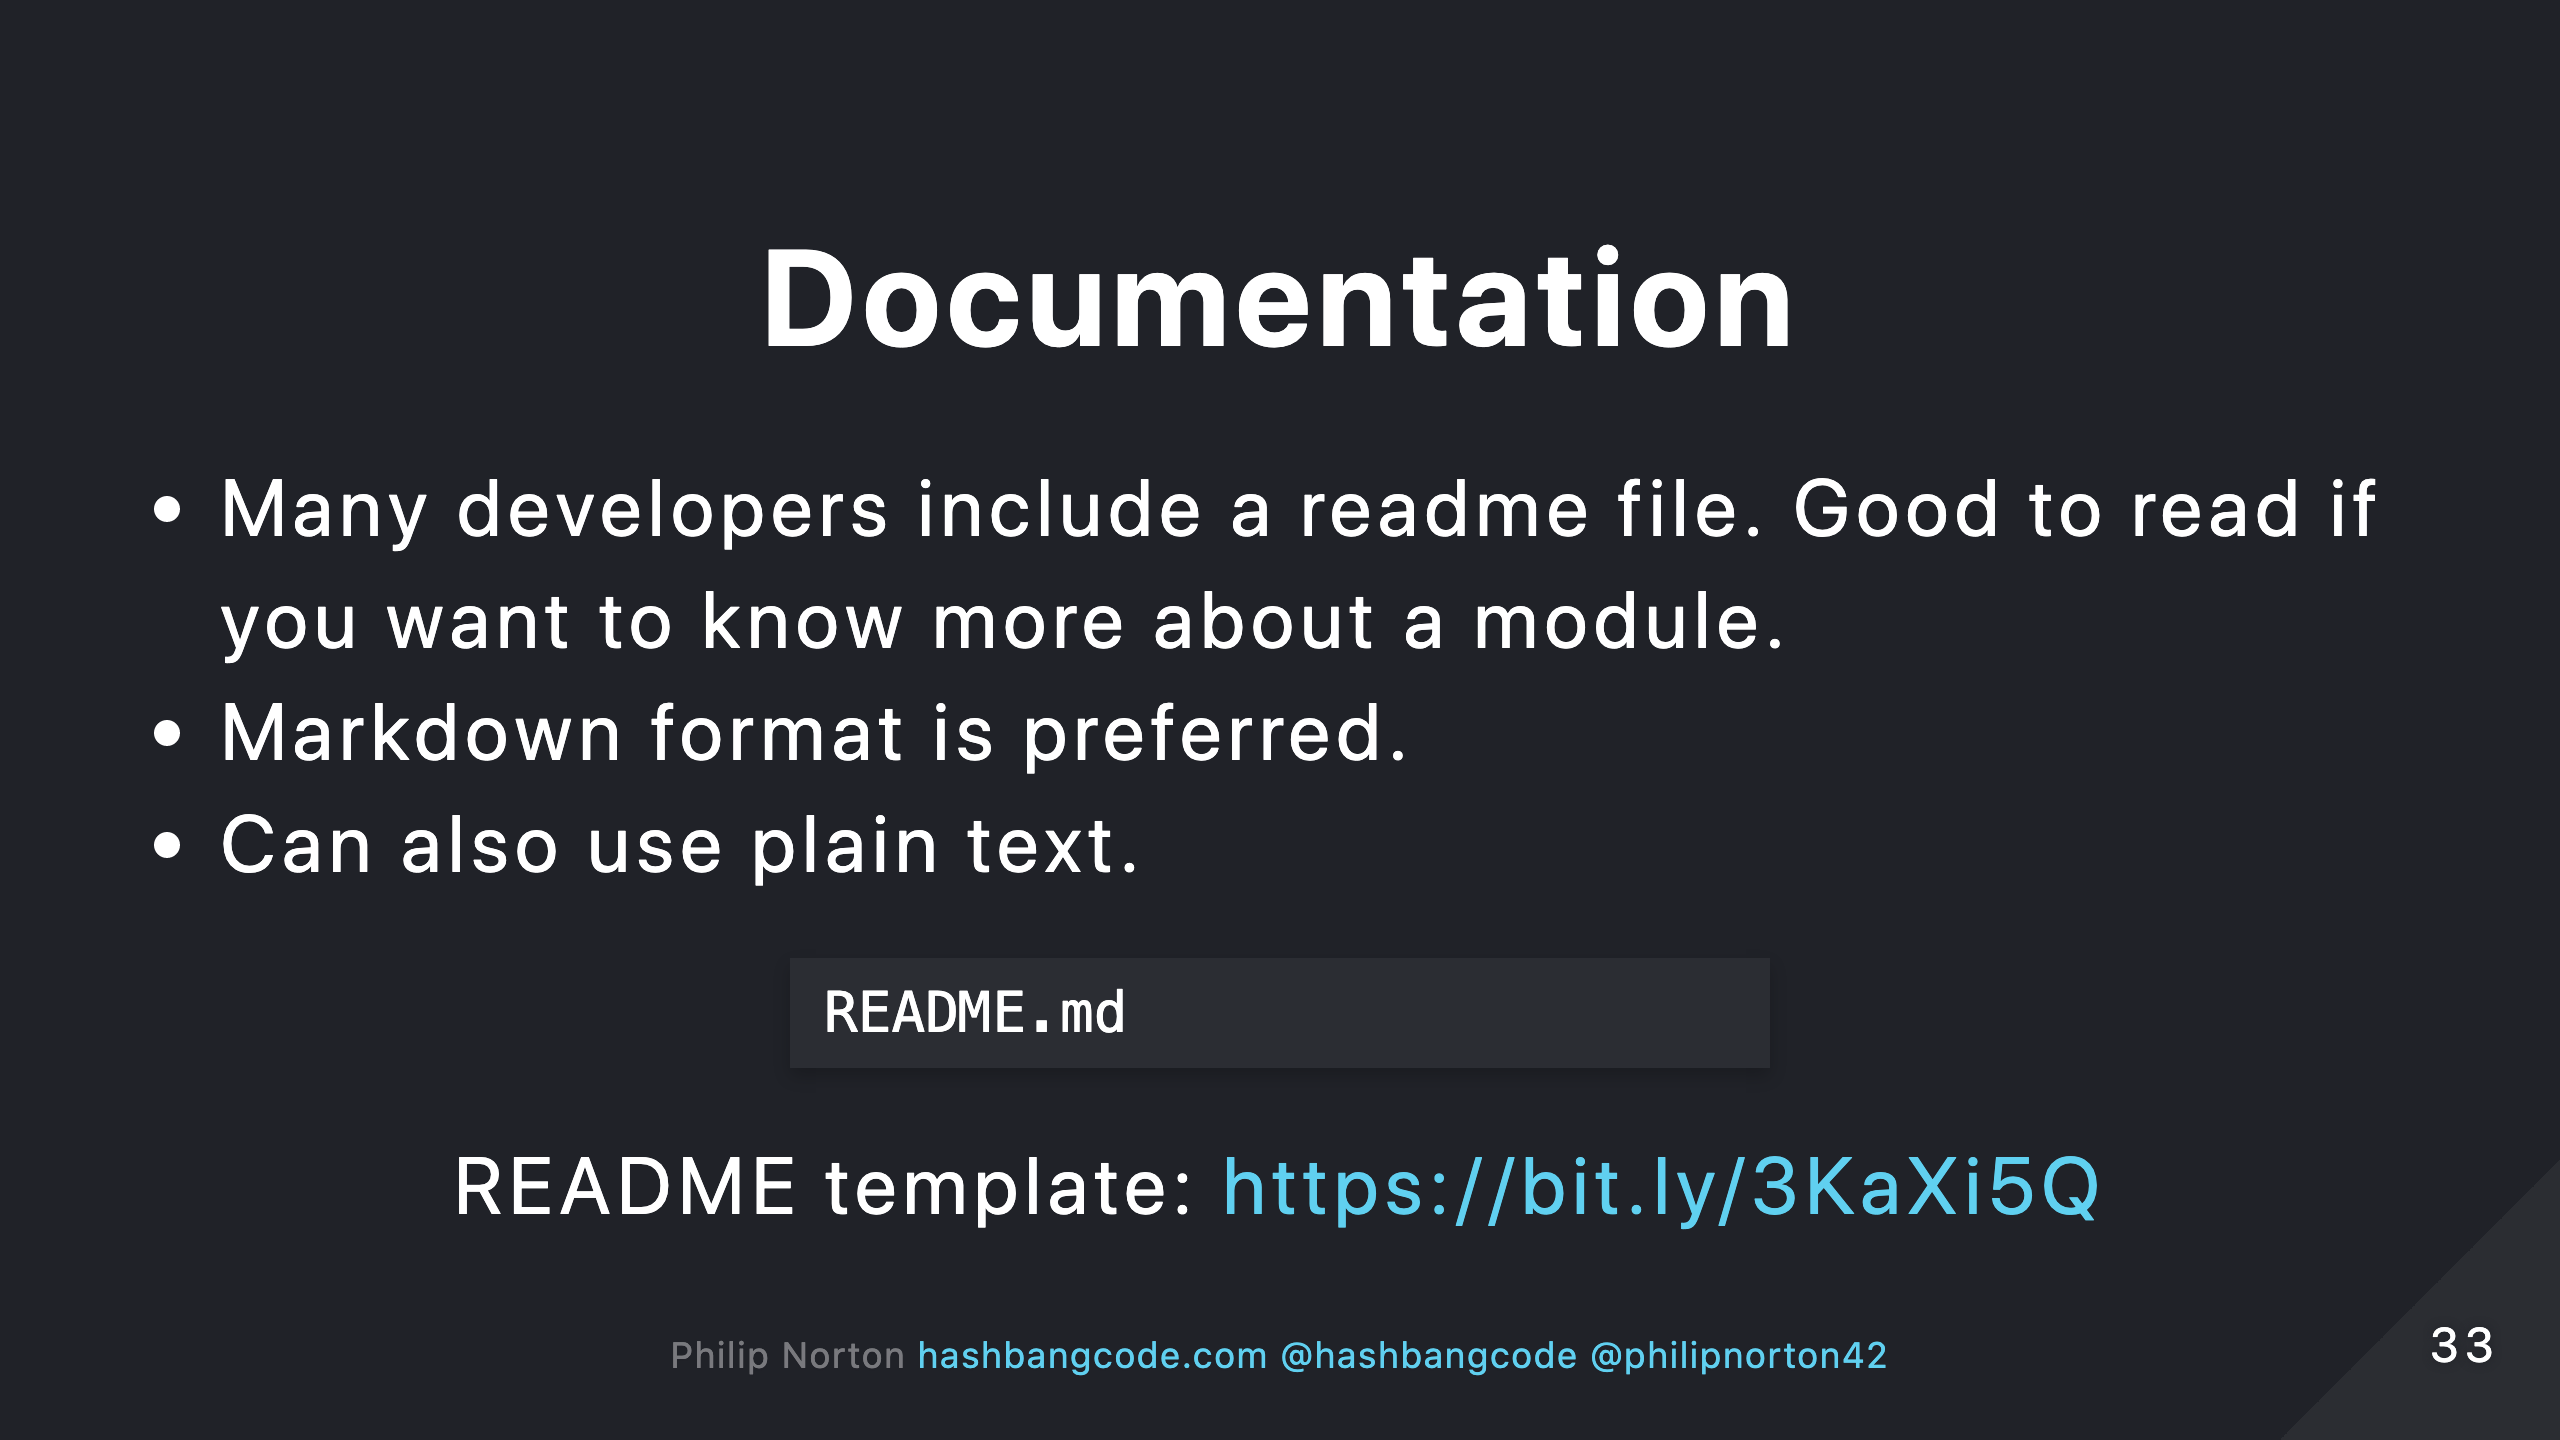 Documentation
• Many developers include a readme file. Good to read if
you want to know more about a module.
• Markdown format is preferred.
• Can also use plain text.
README.md
README template: https://bit.ly/3KaXi5Q
Philip Norton hashbangcode.com @hashbangcode @philipnorton42
33